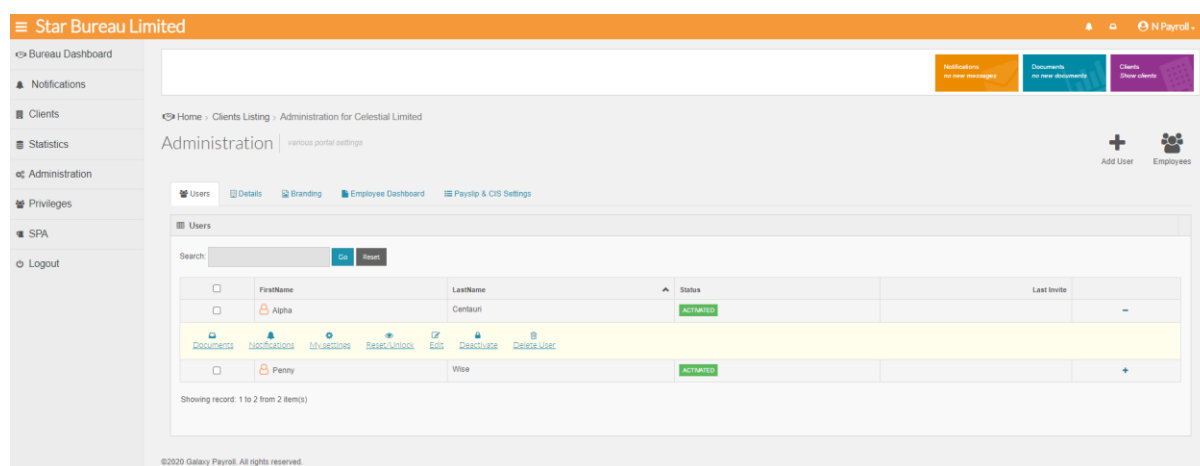 Star Bureau Limited
N Payroll
Bureau Dashboard
Notifications
Clients
Statistics
Administration
Privileges
SPA
Logout
Notifications
no new messages
Documents
no new documents
Clients
Show clients
Home > Clients Listing > Administration for Celestial Limited
Administration various portal settings
Add User Employees
Users Details Branding Employee Dashboard Payslip & CIS Settings
Users
Search: Go Reset
FirstName LastName Status Last Invite
Alpha Centauri ACTIVATED
Documents Notifications My settings Reset/Unlock Edit Deactivate Delete User
Penny Wise ACTIVATED
Showing record: 1 to 2 from 2 item(s)
©2020 Galaxy Payroll. All rights reserved.